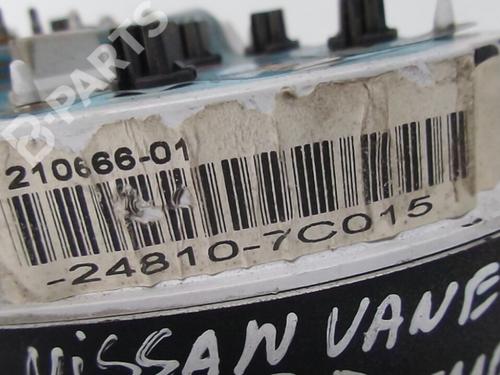 B-PARTS
210666-01
-24810-7C015
NISSAN VANE